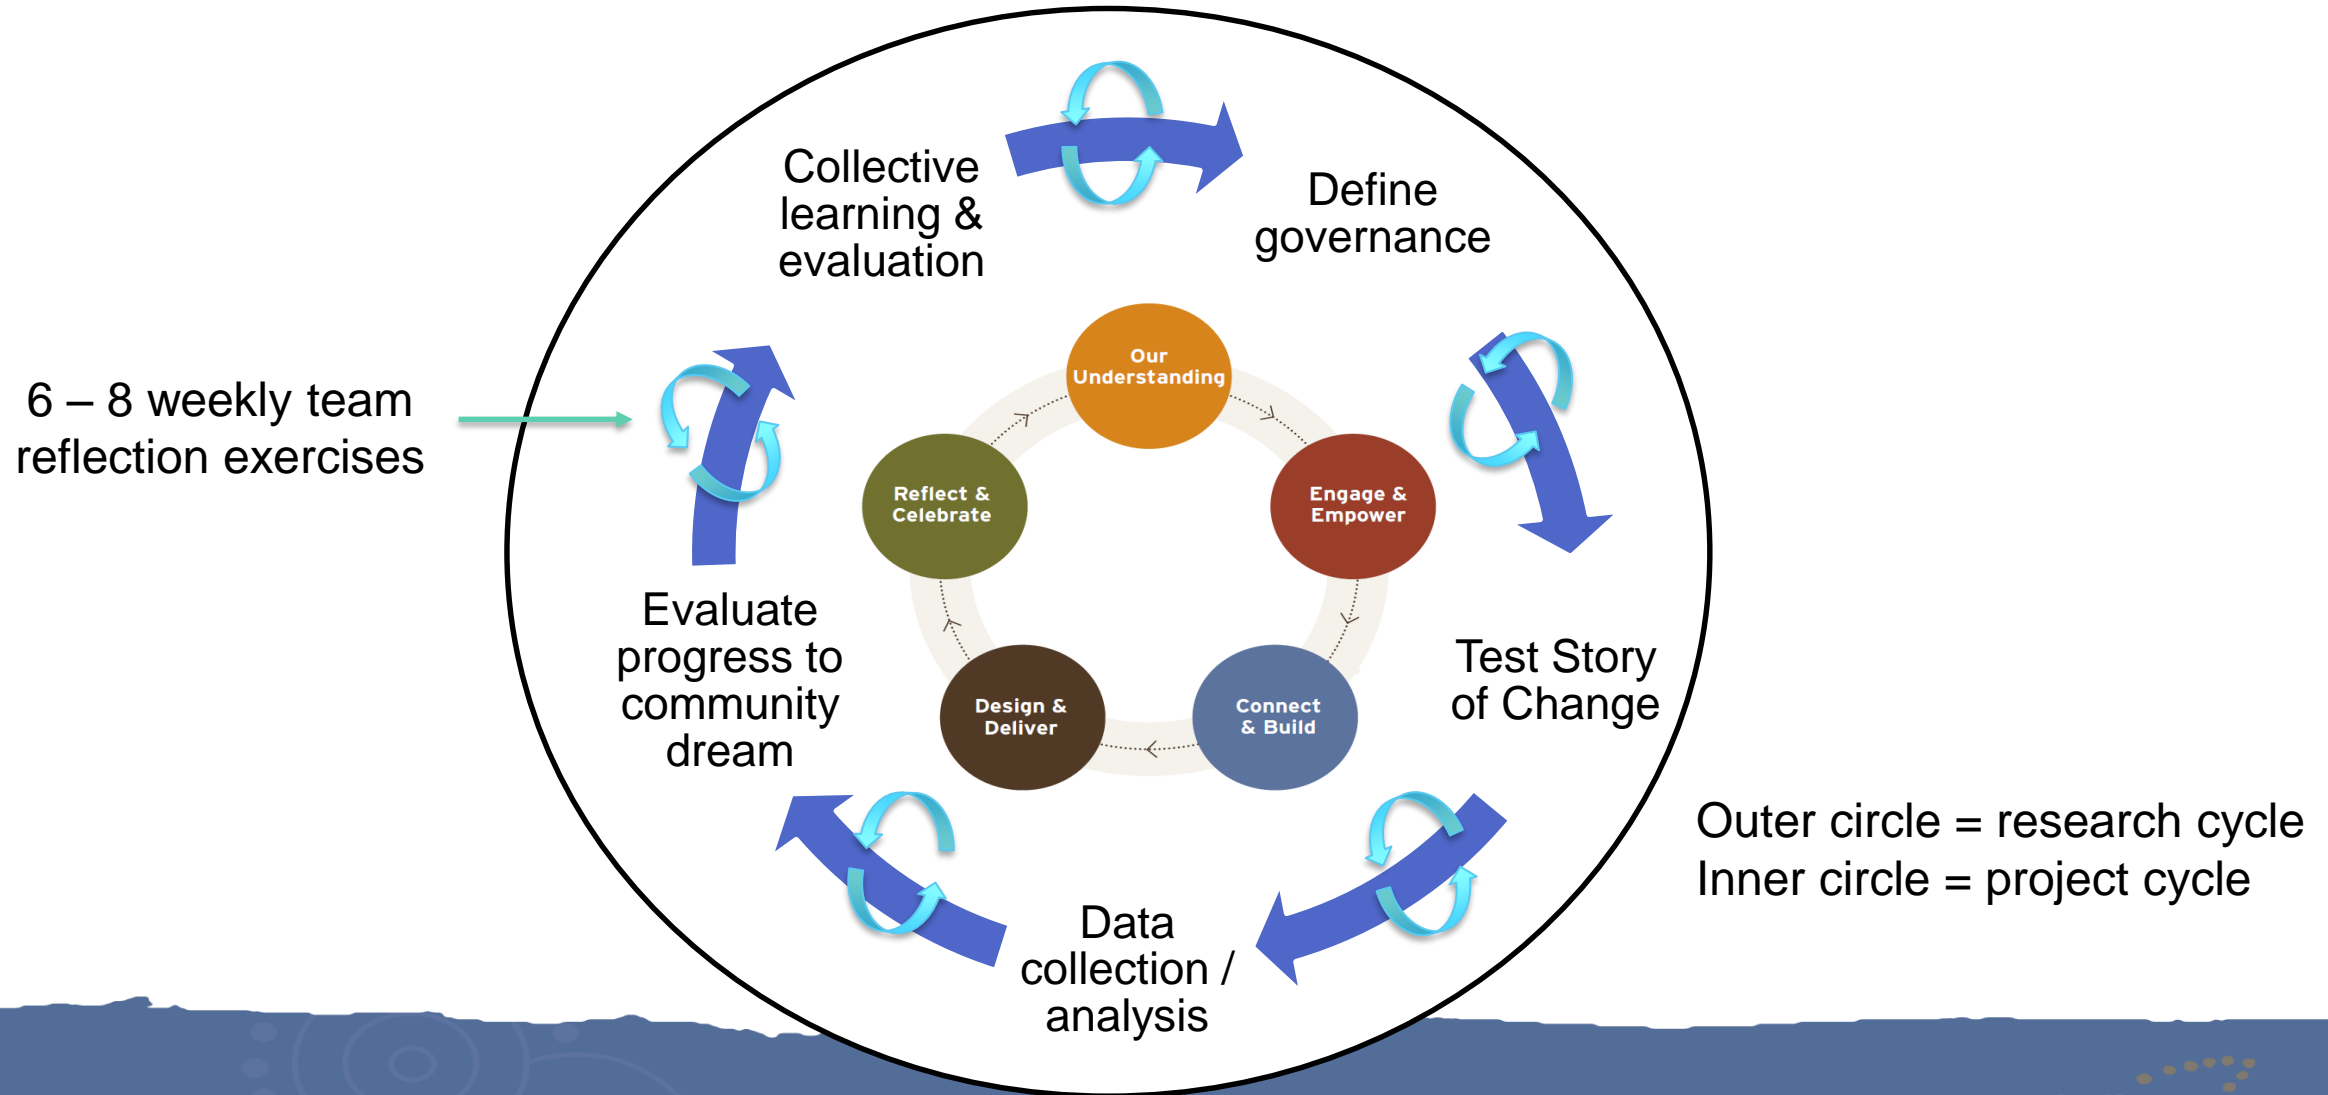 Collective
learning &
evaluation
Define
governance
Our
Understanding
6 – 8 weekly team
reflection exercises
Reflect &
Celebrate
Engage &
Empower
Evaluate
progress to
community
dream
Design &
Deliver
Connect
& Build
Test Story
of Change
Outer circle = research cycle
Inner circle = project cycle
Data
collection /
analysis